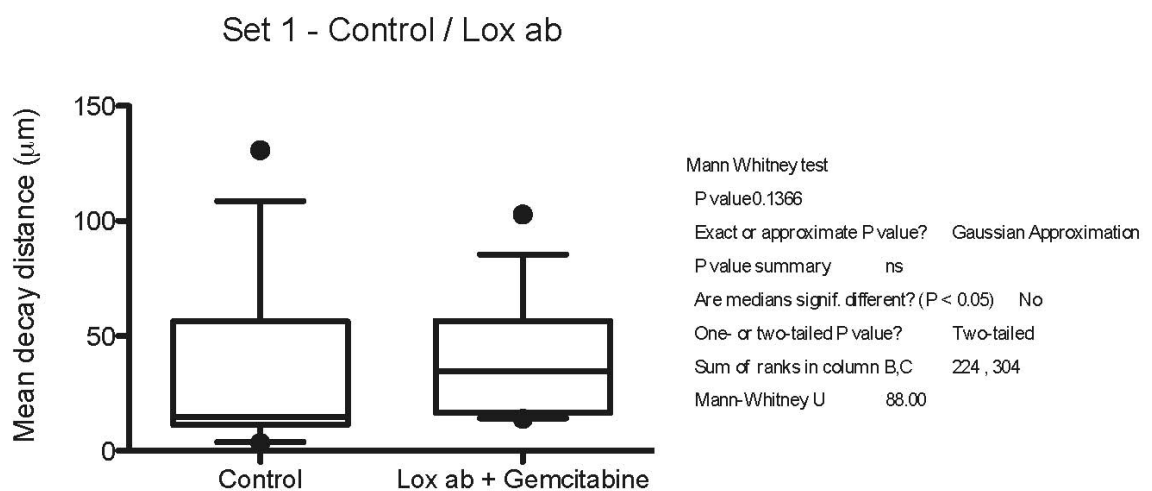 Set 1 - Control / Lox ab
Mean decay distance (μm)
150
100
50
0
Control
Lox ab + Gemcitabine
Mann Whitney test
P value 0.1366
Exact or approximate P value? Gaussian Approximation
P value summary ns
Are medians signif. different? (P < 0.05) No
One- or two-tailed P value? Two-tailed
Sum of ranks in column B,C 224 , 304
Mann-Whitney U 88.00